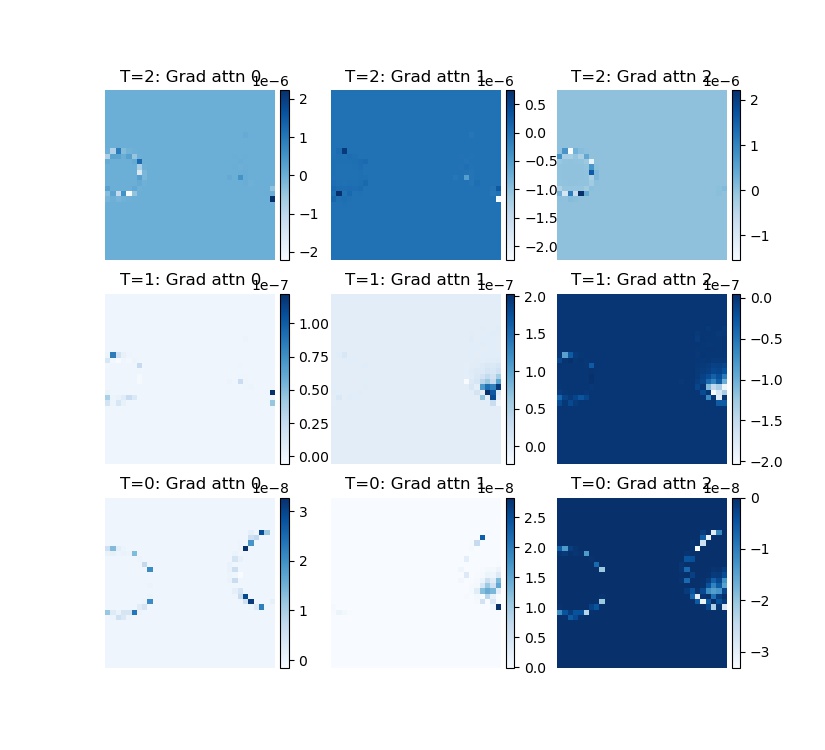 T=2: Grad attn 0
1e−6
T=2: Grad attn 1
1e−6
T=2: Grad attn 2
1e−6
2
1
0
−1
−2
0.5
0.0
−0.5
−1.0
−1.5
−2.0
2
1
0
−1
T=1: Grad attn 0
1e−7
T=1: Grad attn 1
1e−7
T=1: Grad attn 2
1e−7
1.00
0.75
0.50
0.25
0.00
2.0
1.5
1.0
0.5
0.0
0.0
−0.5
−1.0
−1.5
−2.0
T=0: Grad attn 0
1e−8
T=0: Grad attn 1
1e−8
T=0: Grad attn 2
1e−8
3
2
1
0
2.5
2.0
1.5
1.0
0.5
0.0
0
−1
−2
−3